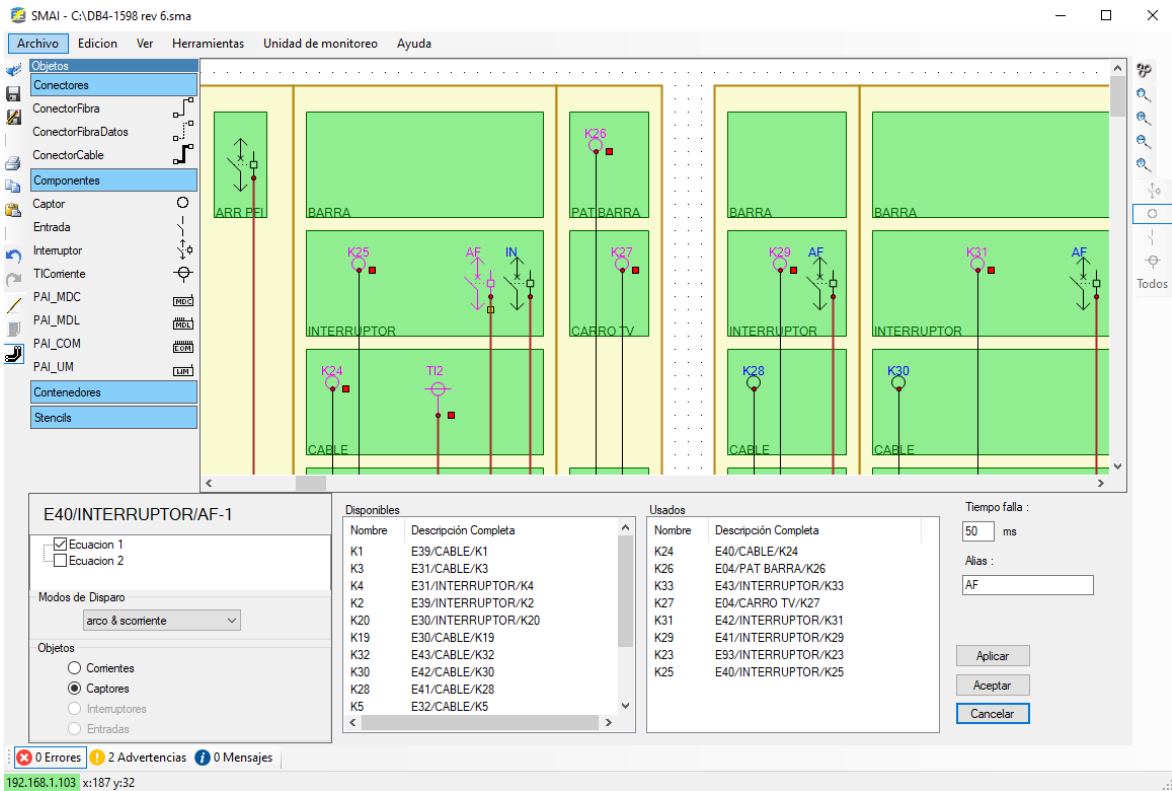 SMAI - C:\DB4-1598 rev 6.sma
Archivo Edicion Ver Herramientas Unidad de monitoreo Ayuda
Objetos
Conectores
ConectorFibra
ConectorFibraDatos
ConectorCable
Componentes
Captor
Entrada
Interruptor
TICorriente
PAI_MDC MDC
PAI_MDL MDL
PAI_COM COM
PAI_UM UM
Contenedores
Stencils
K26
ARR PFI BARRA PAT BARRA BARRA BARRA
K25 AF IN K27 K29 AF K31 AF
INTERRUPTOR CARRO TV INTERRUPTOR INTERRUPTOR
K24 TI2 K28 K30
CABLE CABLE CABLE
Todos
E40/INTERRUPTOR/AF-1
Ecuacion 1
Ecuacion 2
Modos de Disparo
arco & scorriente
Objetos
Corrientes
Captores
Interruptores
Entradas
Disponibles
Nombre Descripción Completa
K1 E39/CABLE/K1
K3 E31/CABLE/K3
K4 E31/INTERRUPTOR/K4
K2 E39/INTERRUPTOR/K2
K20 E30/INTERRUPTOR/K20
K19 E30/CABLE/K19
K32 E43/CABLE/K32
K30 E42/CABLE/K30
K28 E41/CABLE/K28
K5 E32/CABLE/K5
Usados
Nombre Descripción Completa
K24 E40/CABLE/K24
K26 E04/PAT BARRA/K26
K33 E43/INTERRUPTOR/K33
K27 E04/CARRO TV/K27
K31 E42/INTERRUPTOR/K31
K29 E41/INTERRUPTOR/K29
K23 E93/INTERRUPTOR/K23
K25 E40/INTERRUPTOR/K25
Tiempo falla :
50 ms
Alias :
AF
Aplicar
Aceptar
Cancelar
0 Errores 2 Advertencias 0 Mensajes
192.168.1.103 x:187 y:32